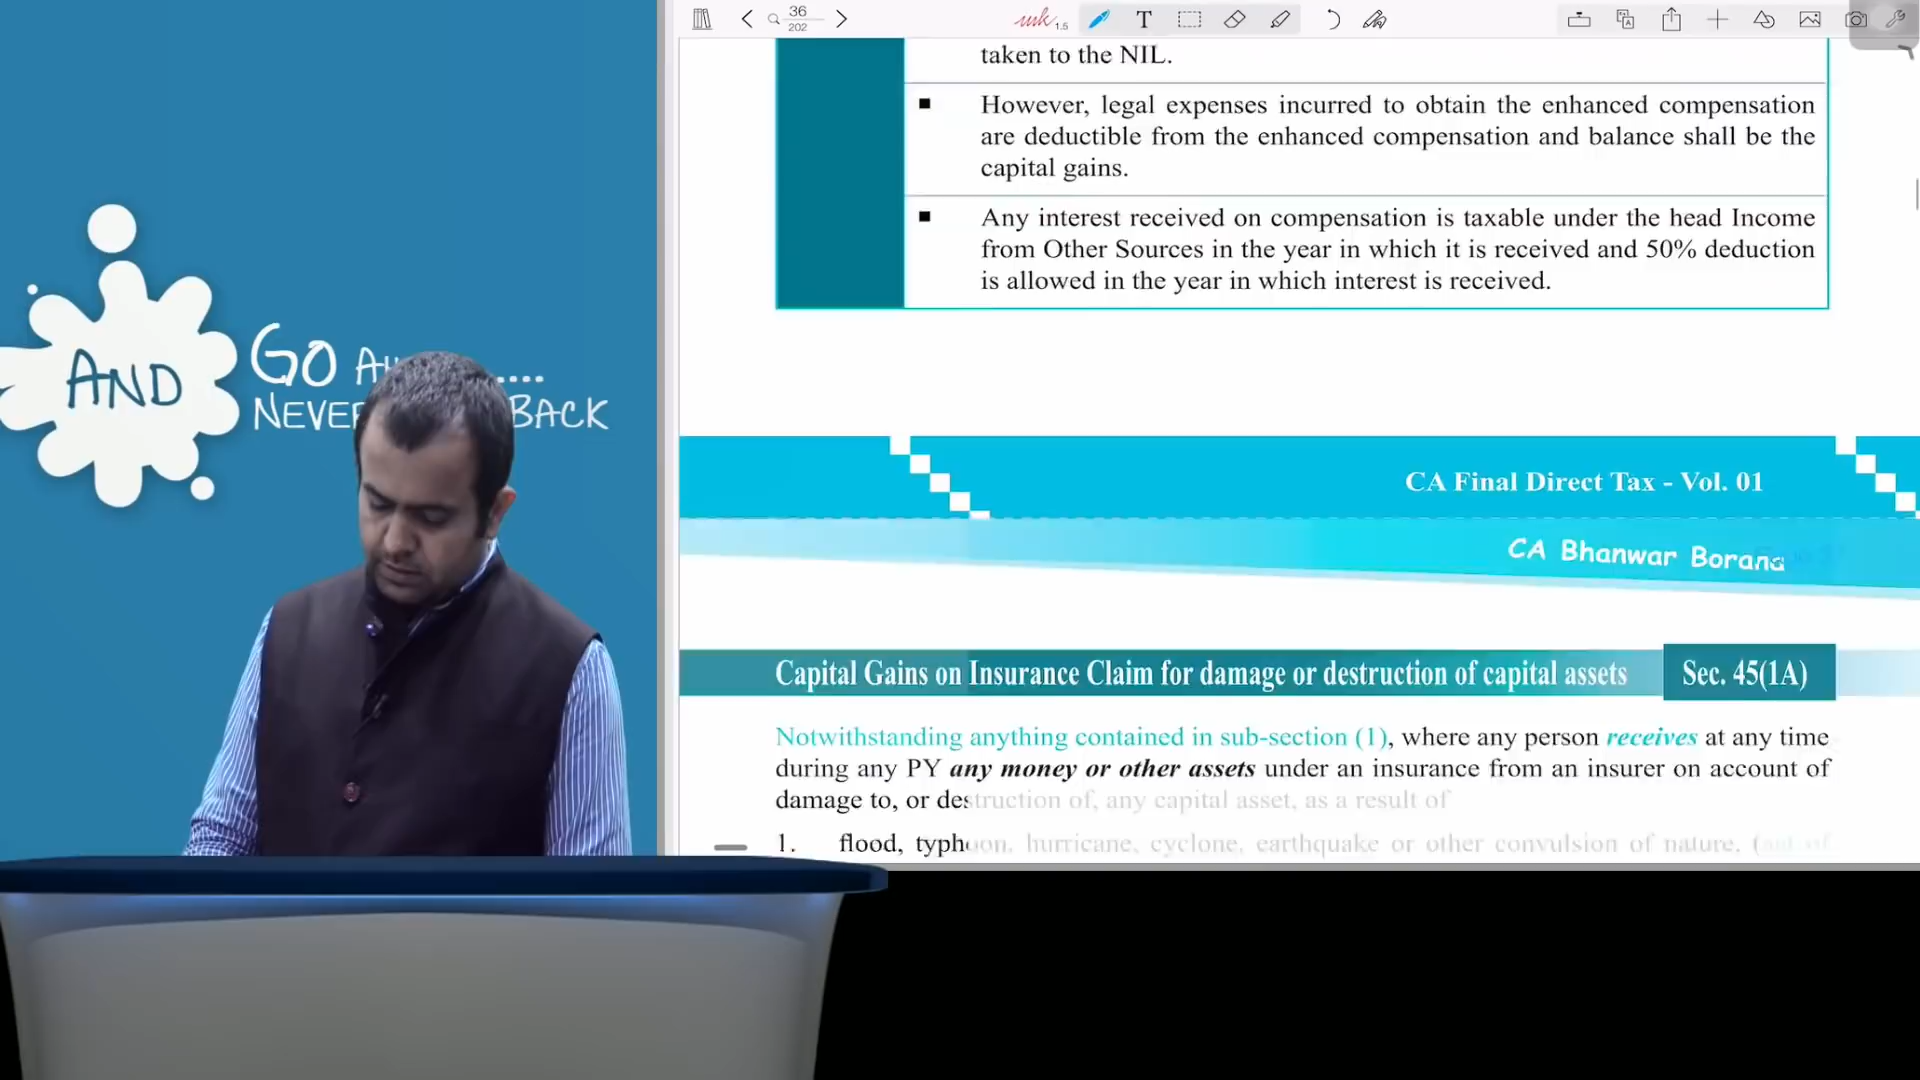 36
202
1.5
T
taken to the NIL.
■ However, legal expenses incurred to obtain the enhanced compensation
are deductible from the enhanced compensation and balance shall be the
capital gains.
■ Any interest received on compensation is taxable under the head Income
from Other Sources in the year in which it is received and 50% deduction
is allowed in the year in which interest is received.
AND
GO
NEVER BACK
CA Final Direct Tax - Vol. 01
CA Bhanwar Borana
Capital Gains on Insurance Claim for damage or destruction of capital assets Sec. 45(1A)
Notwithstanding anything contained in sub-section (1), where any person receives at any time
during any PY any money or other assets under an insurance from an insurer on account of
damage to, or destruction of, any capital asset, as a result of
1. flood, typhoon, hurricane, cyclone, earthquake or other convulsion of nature, (act of